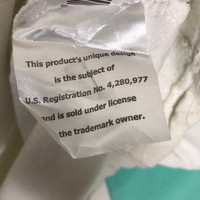 This product's unique design
is the subject of
U.S. Registration No. 4,280,977
and is sold under license
the trademark owner.